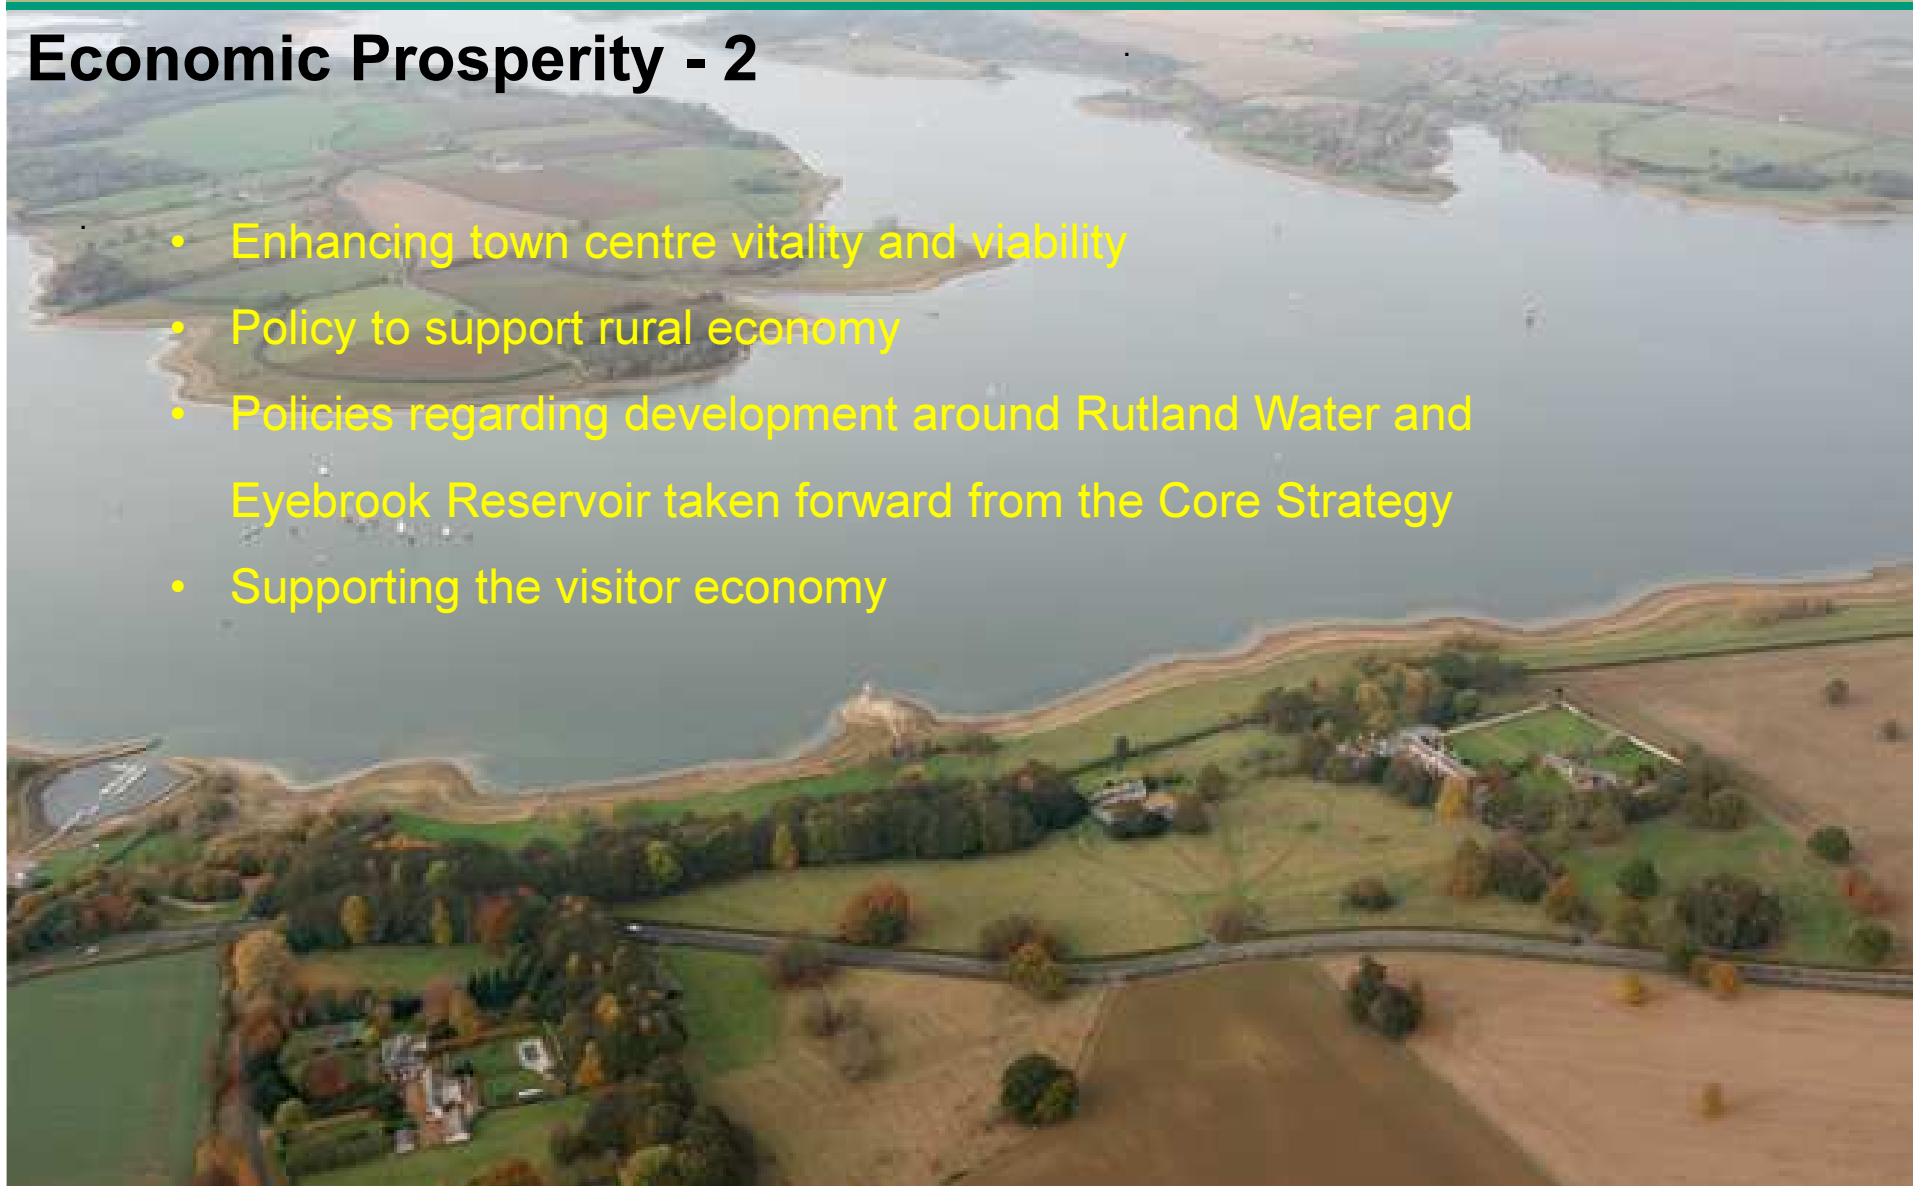 Economic Prosperity - 2
• Enhancing town centre vitality and viability
• Policy to support rural economy
• Policies regarding development around Rutland Water and
Eyebrook Reservoir taken forward from the Core Strategy
• Supporting the visitor economy